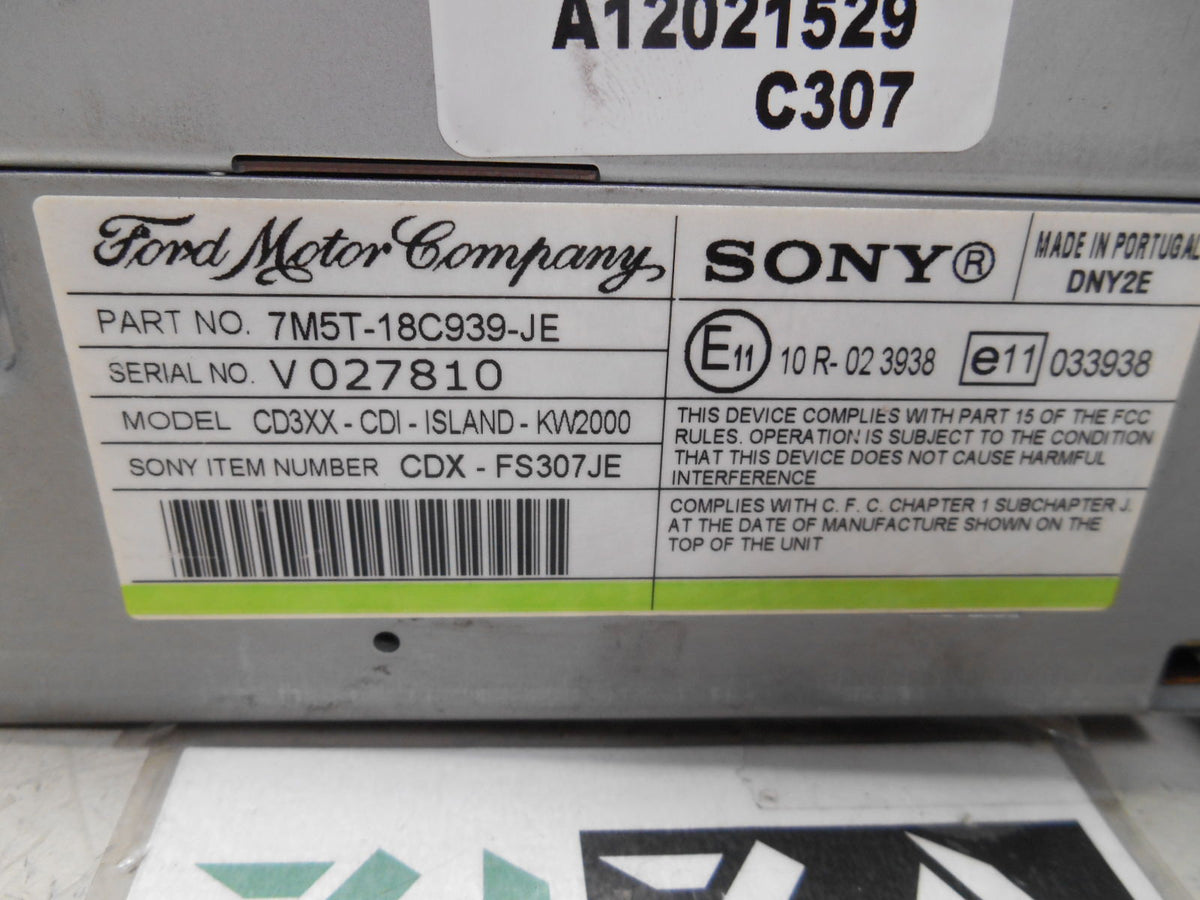 A12021529
C307
Ford Motor Company
SONY®
MADE IN PORTUGAL
DNY2E
PART NO. 7M5T-18C939-JE
SERIAL NO. V027810
MODEL CD3XX - CDI - ISLAND - KW2000
SONY ITEM NUMBER CDX - FS307JE
E11 10 R- 02 3938 e11 033938
THIS DEVICE COMPLIES WITH PART 15 OF THE FCC
RULES. OPERATION IS SUBJECT TO THE CONDITION
THAT THIS DEVICE DOES NOT CAUSE HARMFUL
INTERFERENCE
COMPLIES WITH C. F. C. CHAPTER 1 SUBCHAPTER J.
AT THE DATE OF MANUFACTURE SHOWN ON THE
TOP OF THE UNIT